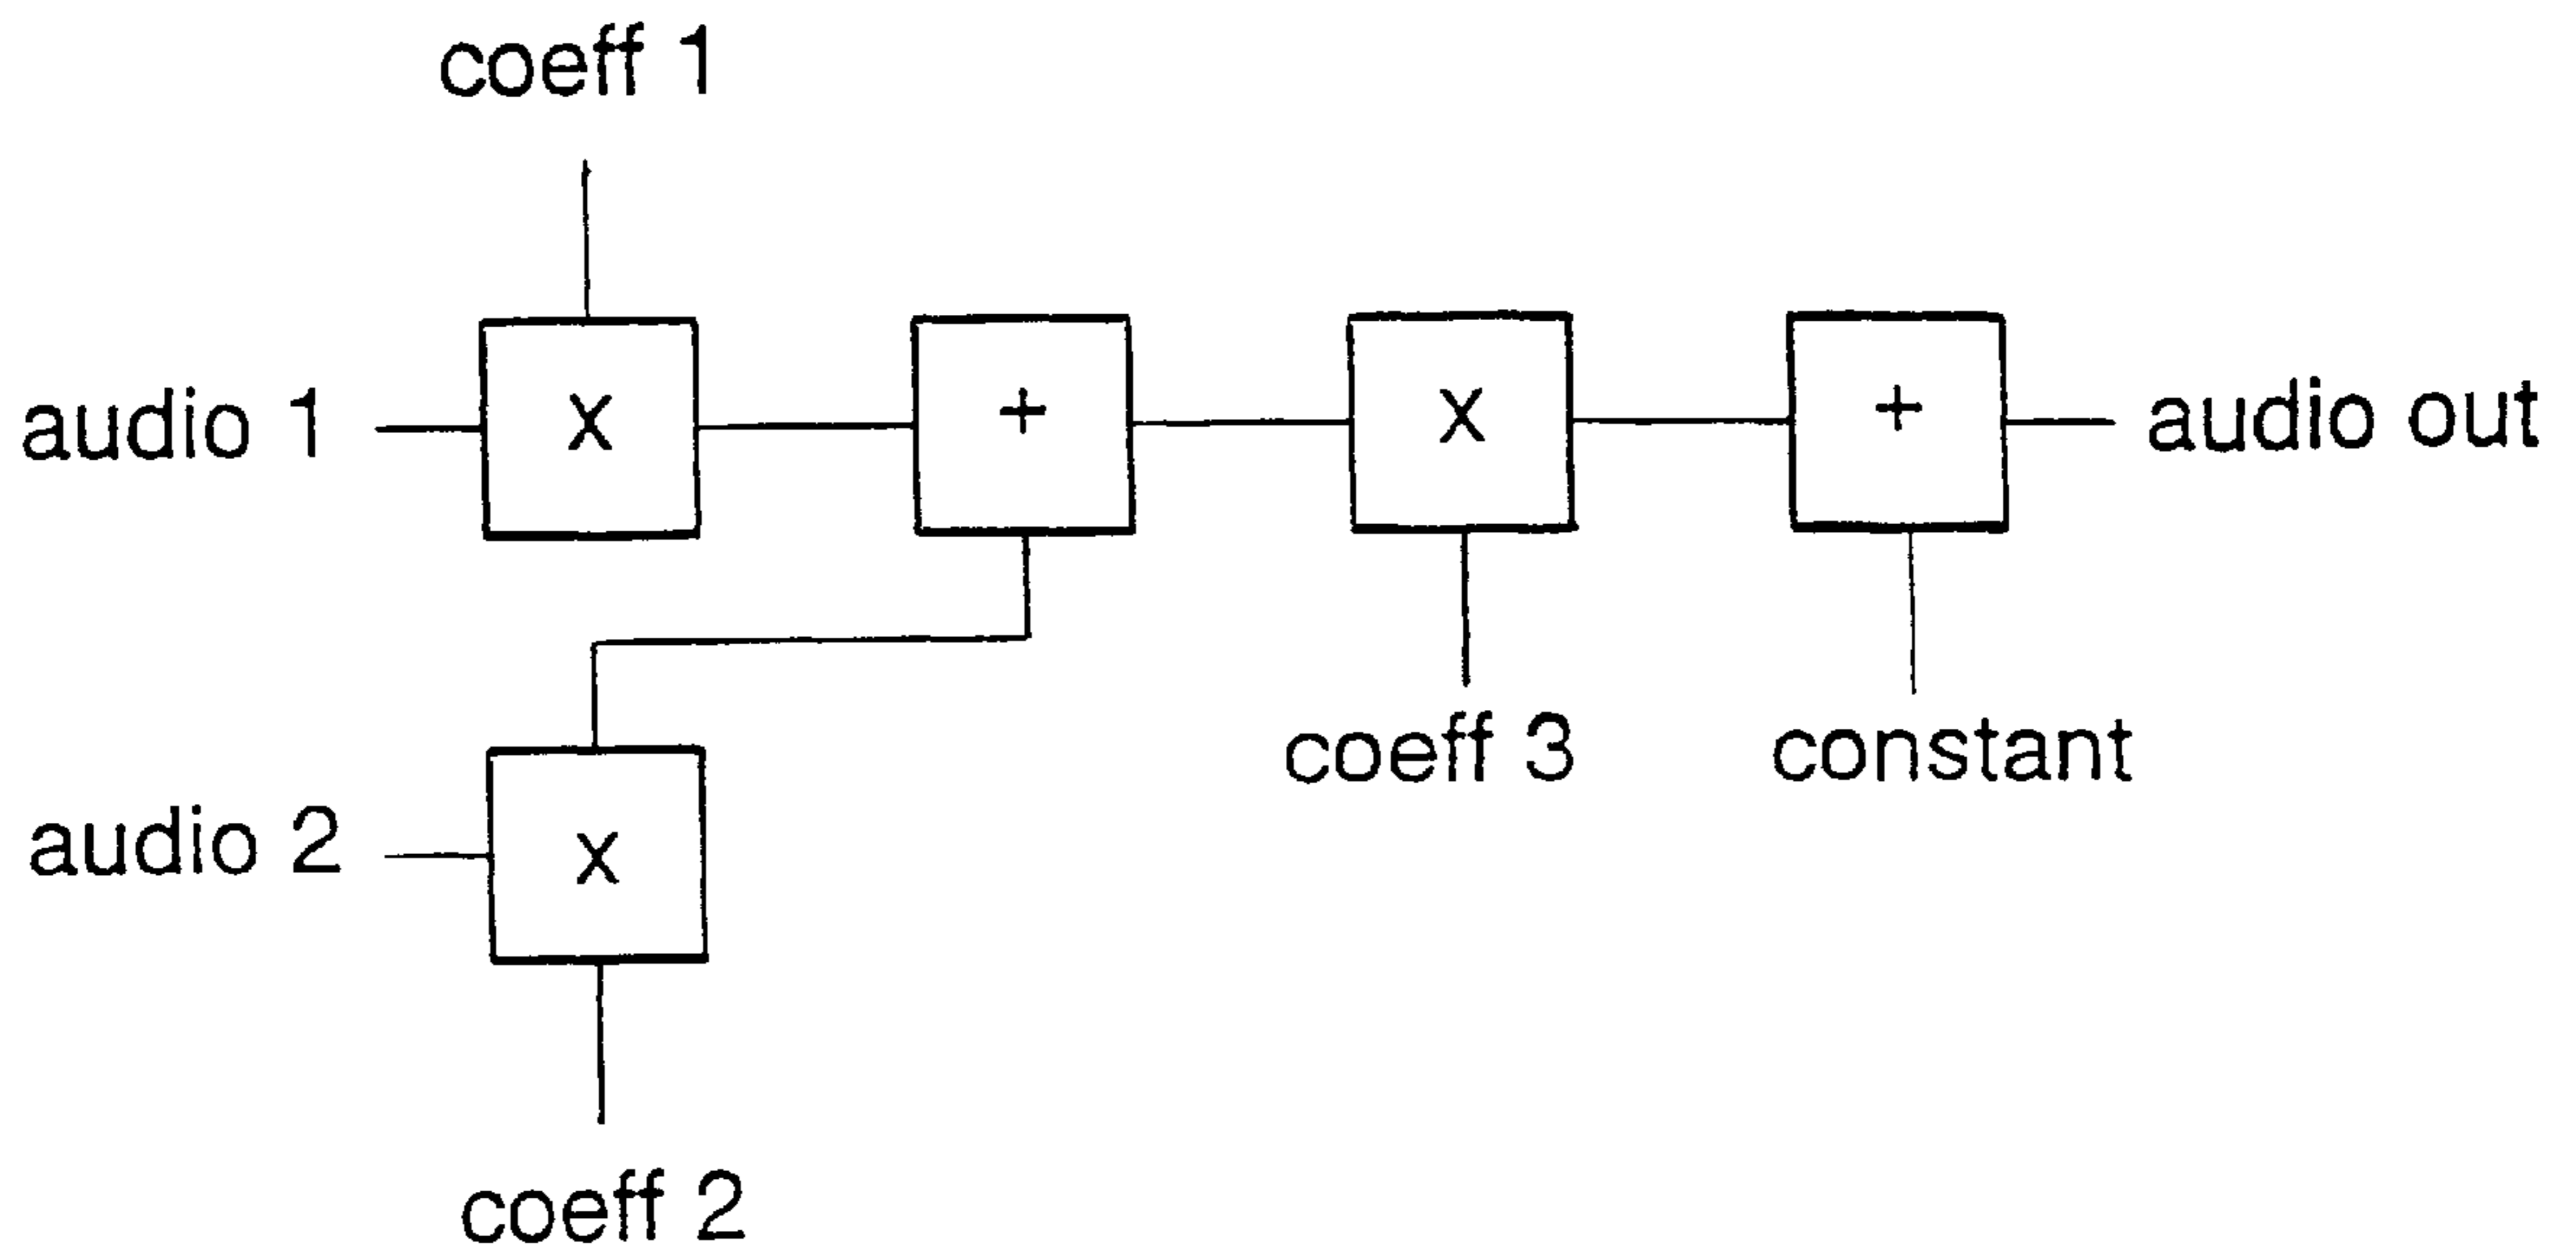 coeff 1
audio 1 x + x + audio out
coeff 3 constant
audio 2 x
coeff 2